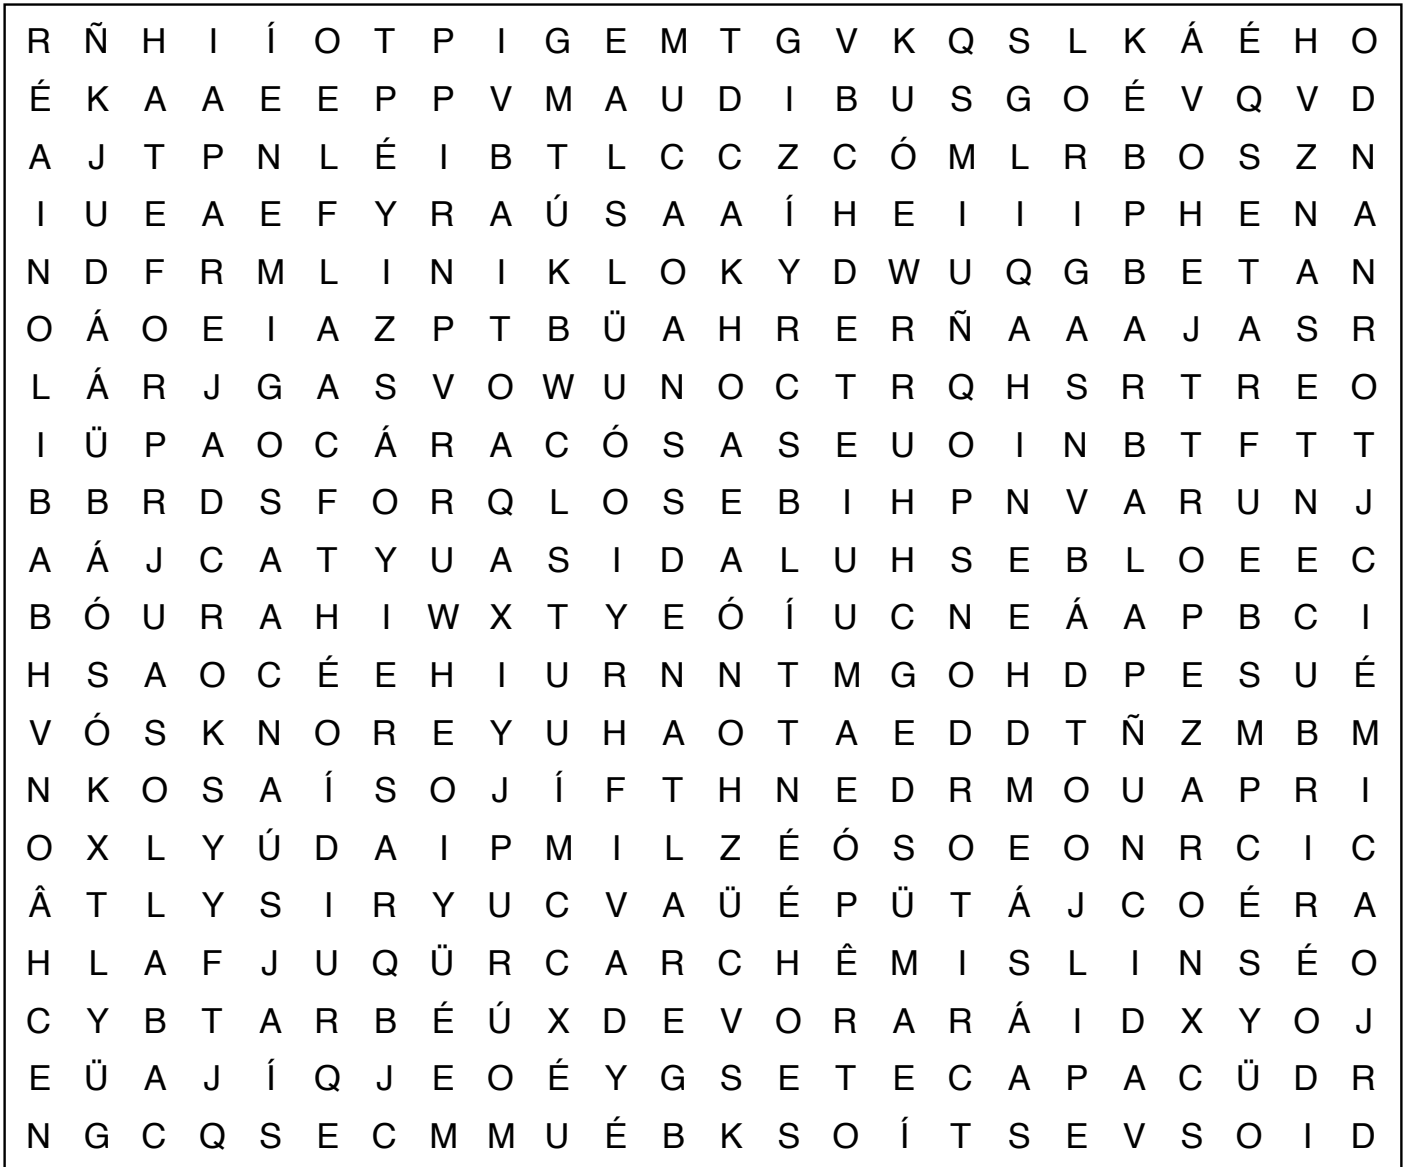 R Ñ H I Í O T P I G E M T G V K Q S L K Á É H O
É K A A E E P P V M A U D I B U S G O É V Q V D
A J T P N L É I B T L C C Z C Ó M L R B O S Z N
I U E A E F Y R A Ú S A A Í H E I I I P H E N A
N D F R M L I N I K L O K Y D W U Q G B E T A N
O Á O E I A Z P T B Ü A H R E R Ñ A A A J A S R
L Á R J G A S V O W U N O C T R Q H S R T R E O
I Ü P A O C Á R A C Ó S A S E U O I N B T F T T
B B R D S F O R Q L O S E B I H P N V A R U N J
A Á J C A T Y U A S I D A L U H S E B L O E E C
B Ó U R A H I W X T Y E Ó Í U C N E Á A P B C I
H S A O C É E H I U R N N T M G O H D P E S U É
V Ó S K N O R E Y U H A O T A E D D T Ñ Z M B M
N K O S A Í S O J Í F T H N E D R M O U A P R I
O X L Y Ú D A I P M I L Z É Ó S O E O N R C I C
Â T L Y S I R Y U C V A Ü É P Ü T Á J C O É R A
H L A F J U Q Ü R C A R C H Ê M I S L I N S É O
C Y B T A R B É Ú X D E V O R A R Á I D X Y O J
E Ü A J Í Q J E O É Y G S E T E C A P A C Ü D R
N G C Q S E C M M U É B K S O Í T S E V S O I D